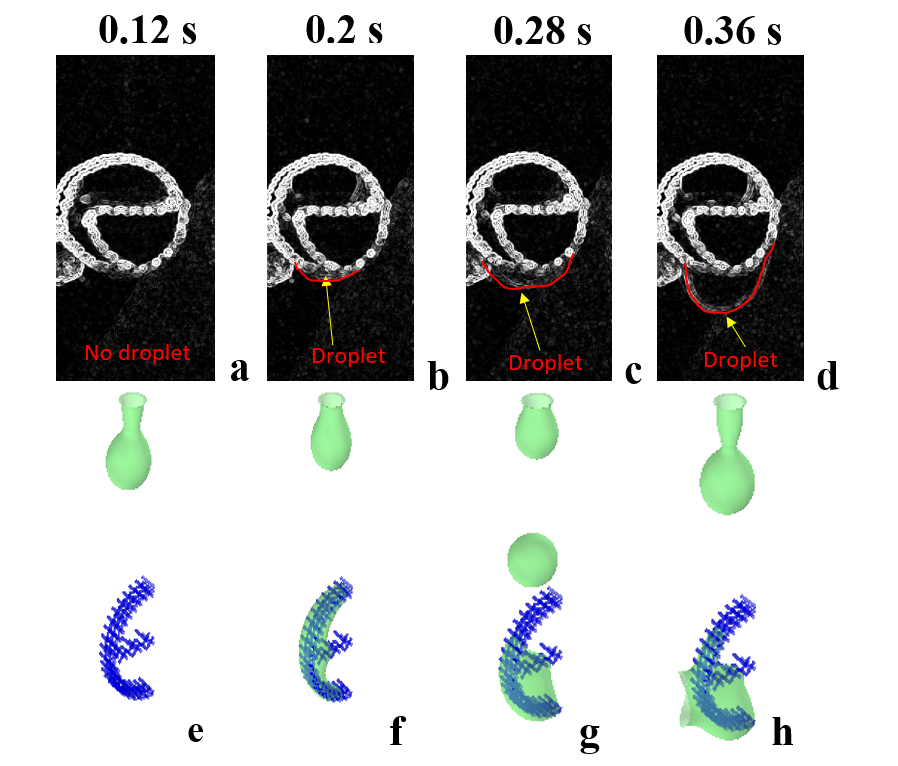 0.12 s 0.2 s 0.28 s 0.36 s
No droplet a
Droplet b
Droplet c
Droplet d
e f g h